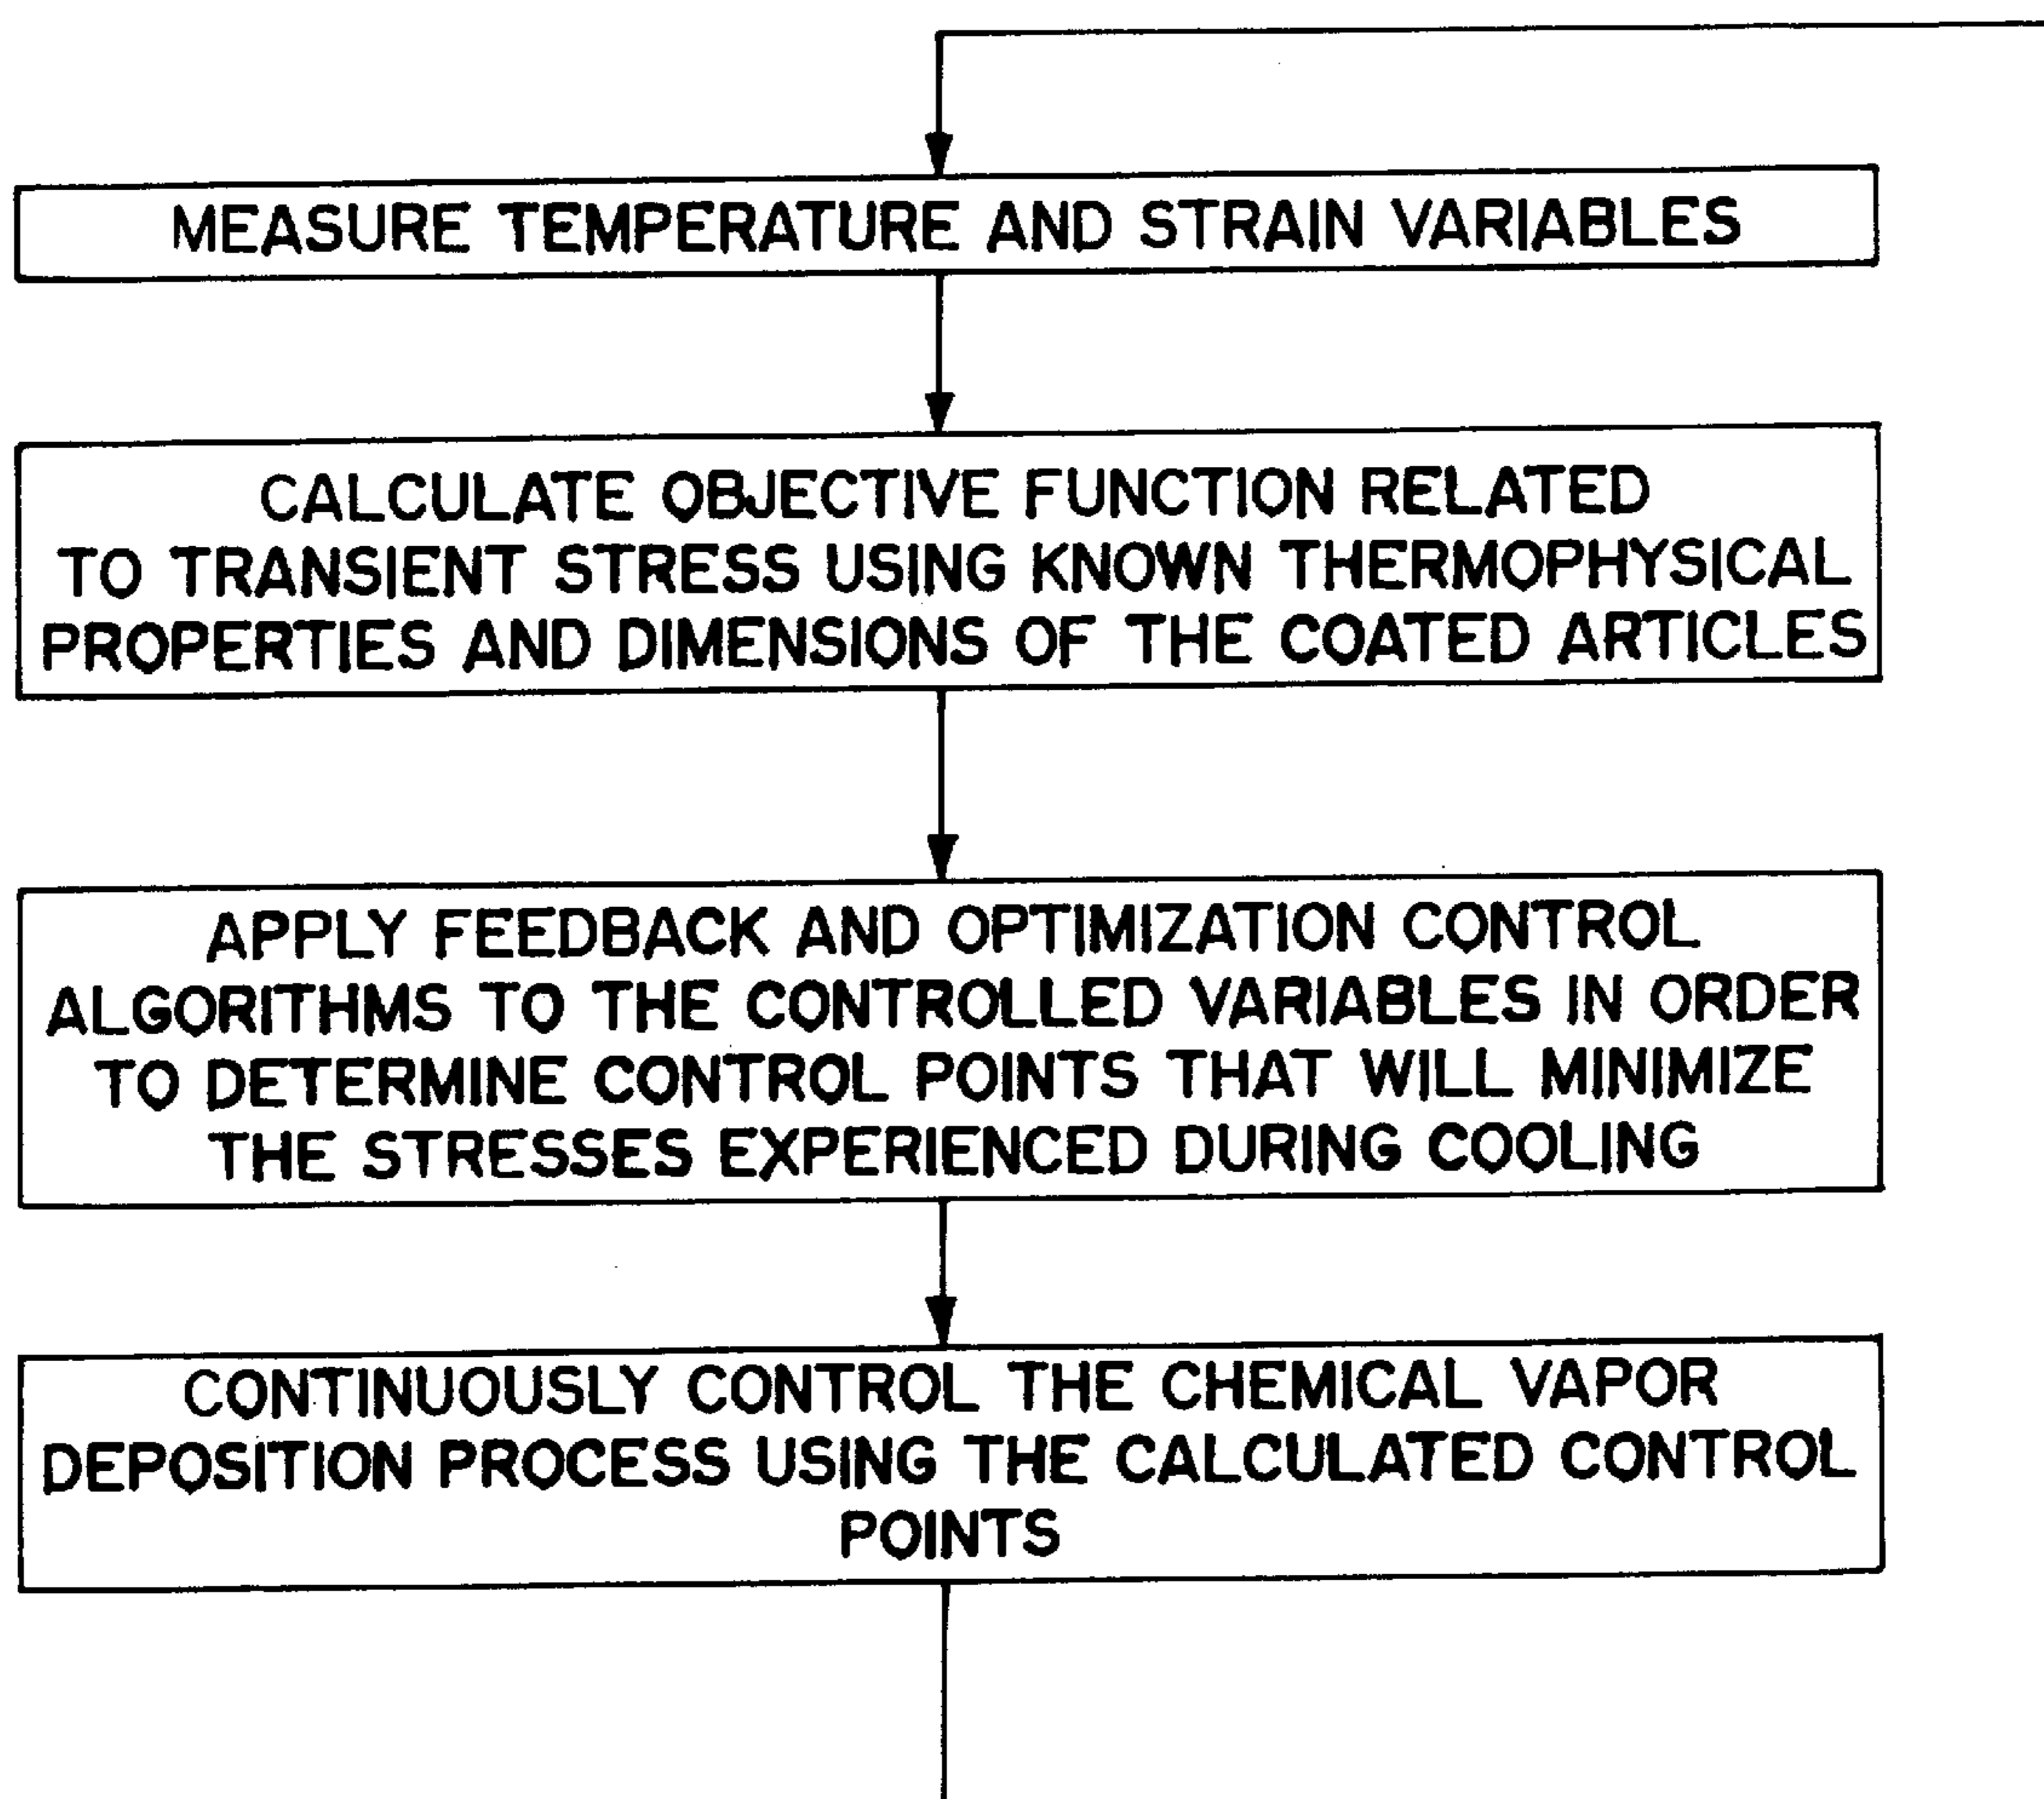 MEASURE TEMPERATURE AND STRAIN VARIABLES
CALCULATE OBJECTIVE FUNCTION RELATED
TO TRANSIENT STRESS USING KNOWN THERMOPHYSICAL
PROPERTIES AND DIMENSIONS OF THE COATED ARTICLES
APPLY FEEDBACK AND OPTIMIZATION CONTROL
ALGORITHMS TO THE CONTROLLED VARIABLES IN ORDER
TO DETERMINE CONTROL POINTS THAT WILL MINIMIZE
THE STRESSES EXPERIENCED DURING COOLING
CONTINUOUSLY CONTROL THE CHEMICAL VAPOR
DEPOSITION PROCESS USING THE CALCULATED CONTROL
POINTS